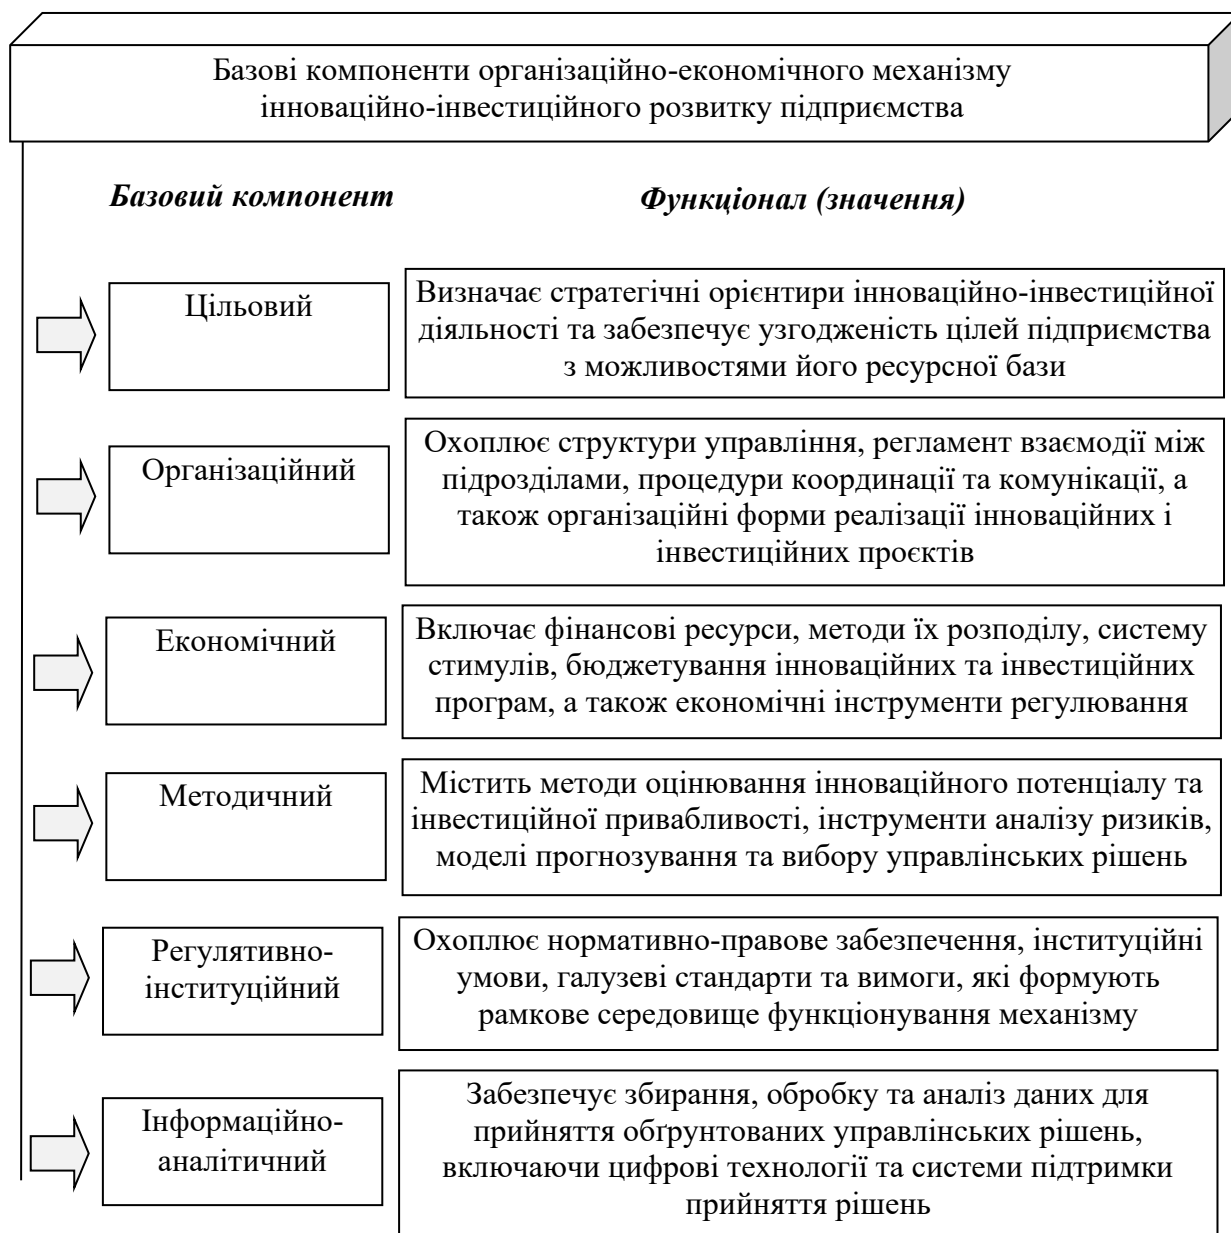 Базові компоненти організаційно-економічного механізму
інноваційно-інвестиційного розвитку підприємства
Базовий компонент
Функціонал (значення)
Цільовий
Визначає стратегічні орієнтири інноваційно-інвестиційної
діяльності та забезпечує узгодженість цілей підприємства
з можливостями його ресурсної бази
Організаційний
Охоплює структури управління, регламент взаємодії між
підрозділами, процедури координації та комунікації, а
також організаційні форми реалізації інноваційних і
інвестиційних проєктів
Економічний
Включає фінансові ресурси, методи їх розподілу, систему
стимулів, бюджетування інноваційних та інвестиційних
програм, а також економічні інструменти регулювання
Методичний
Містить методи оцінювання інноваційного потенціалу та
інвестиційної привабливості, інструменти аналізу ризиків,
моделі прогнозування та вибору управлінських рішень
Регулятивно-
інституційний
Охоплює нормативно-правове забезпечення, інституційні
умови, галузеві стандарти та вимоги, які формують
рамкове середовище функціонування механізму
Інформаційно-
аналітичний
Забезпечує збирання, обробку та аналіз даних для
прийняття обґрунтованих управлінських рішень,
включаючи цифрові технології та системи підтримки
прийняття рішень